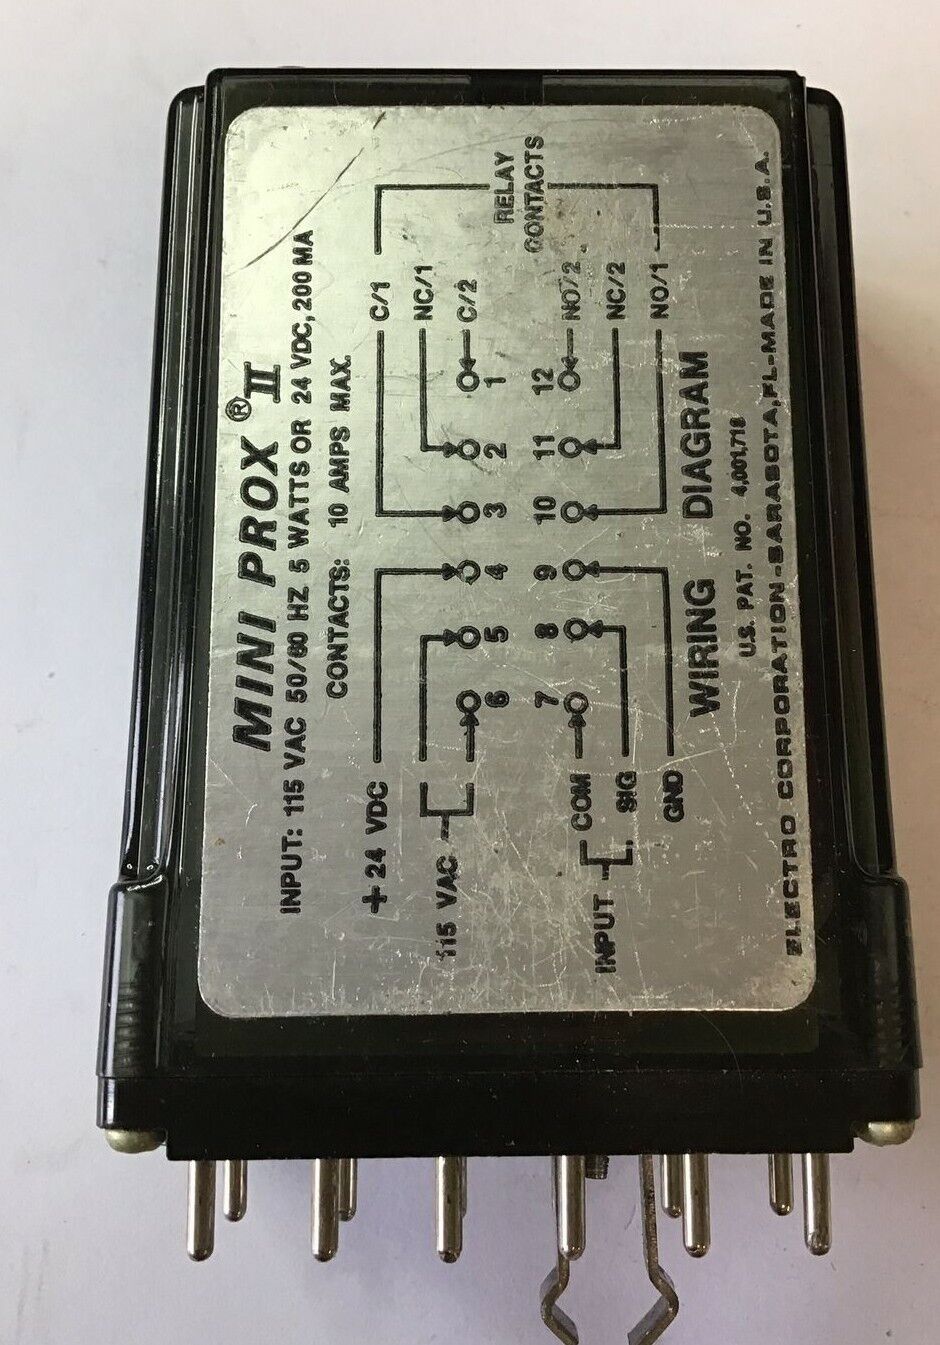 MINI PROX ® II
INPUT: 115 VAC 50/60 HZ 5 WATTS OR 24 VDC, 200 MA
CONTACTS: 10 AMPS MAX.
+ 24 VDC
C/1
NC/1
115 VAC
C/2
RELAY
CONTACTS
6 5 4 3 2 1
7 8 9 10 11 12
INPUT
COM
NO/2
SIG
NC/2
GND
NO/1
WIRING DIAGRAM
U.S. PAT. NO. 4,001,718
ELECTRO CORPORATION-SARASOTA, FL-MADE IN U.S.A.